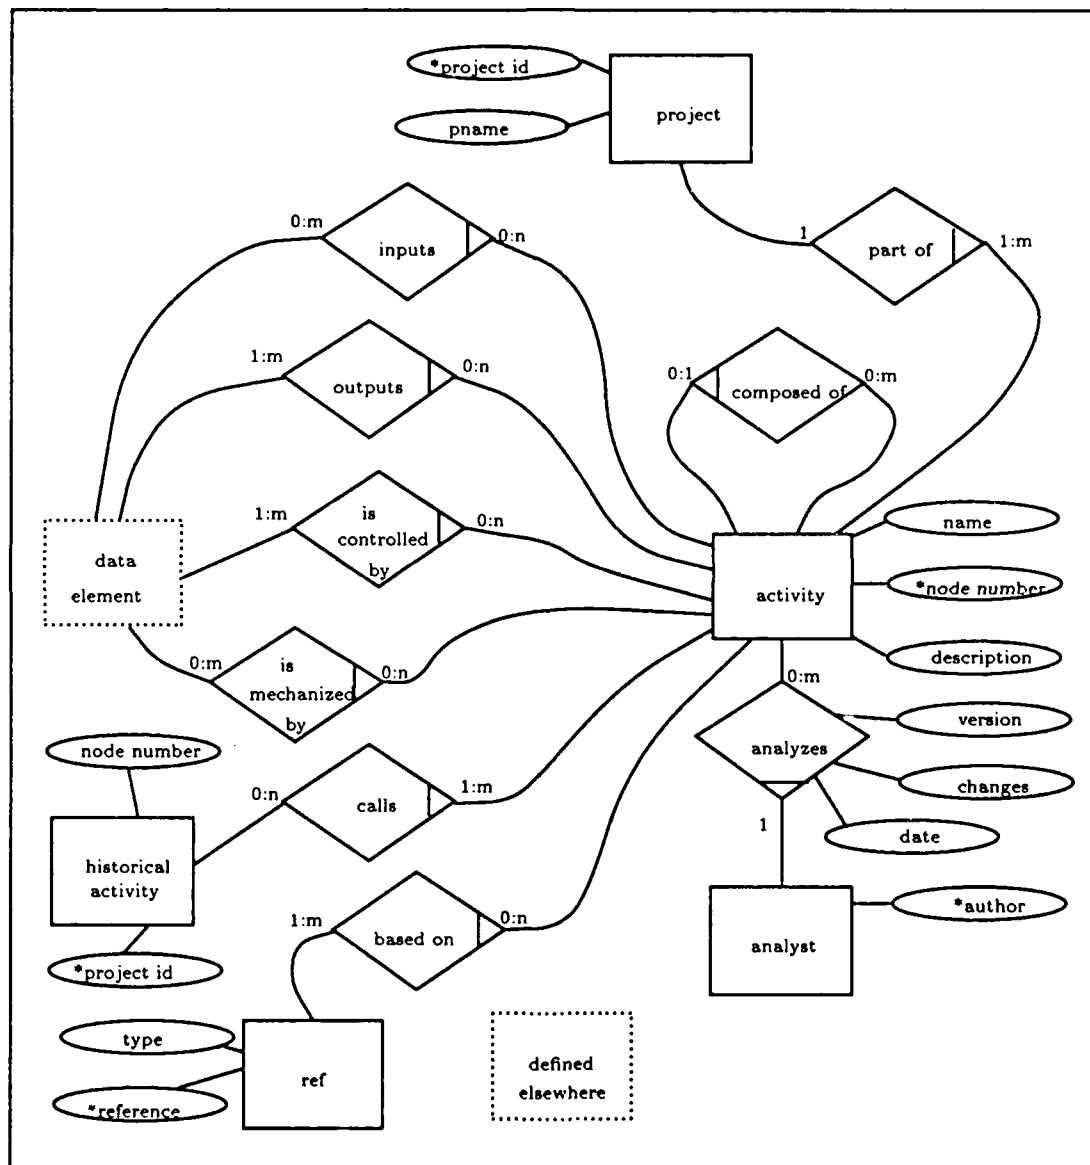 *project id
project
pname
0:m
inputs
0:n
1
part of
1:m
1:m
outputs
0:n
0:1
composed of
0:m
1:m
is
controlled
by
0:n
data
element
name
activity
*node number
description
0:m
is
mechanized
by
0:n
0:m
analyzes
version
changes
date
1
node number
0:n
calls
1:m
historical
activity
*project id
1:m
based on
0:n
analyst
*author
type
ref
*reference
defined
elsewhere